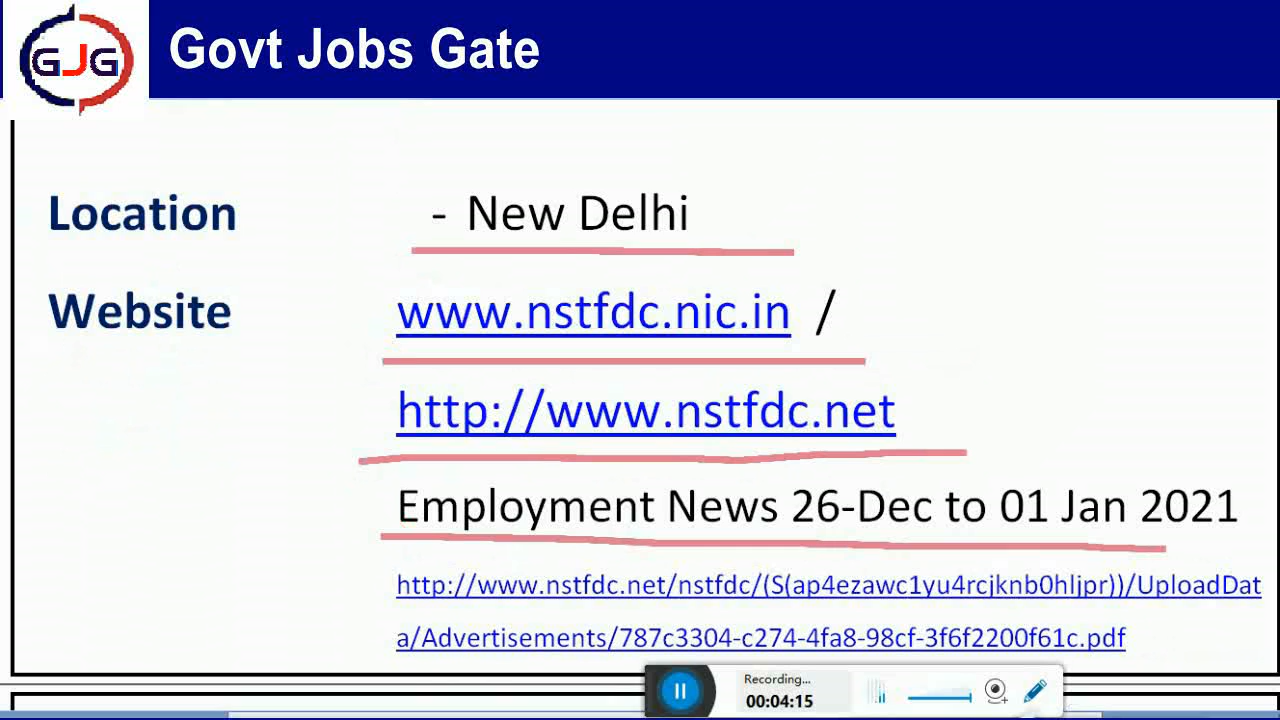 GJG
Govt Jobs Gate
Location - New Delhi
Website www.nstfdc.nic.in /
http://www.nstfdc.net
Employment News 26-Dec to 01 Jan 2021
http://www.nstfdc.net/nstfdc/(S(ap4ezawc1yu4rcjknb0hljpr))/UploadDat
a/Advertisements/787c3304-c274-4fa8-98cf-3f6f2200f61c.pdf
Recording...
00:04:15